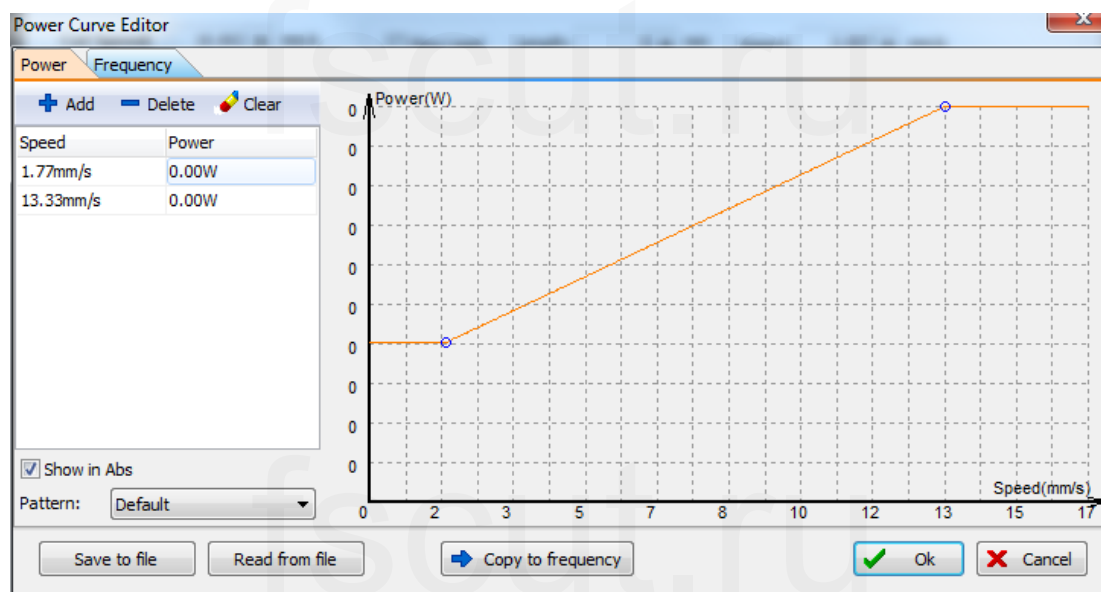 Power Curve Editor
Power Frequency
Add Delete Clear
Speed Power
1.77mm/s 0.00W
13.33mm/s 0.00W
Show in Abs
Pattern: Default
Power(W)
0
0
0
0
0
0
0
0
0
0
Speed(mm/s)
0 2 3 5 7 8 10 12 13 15 17
Save to file Read from file Copy to frequency Ok Cancel
fscut.ru
fscut.ru